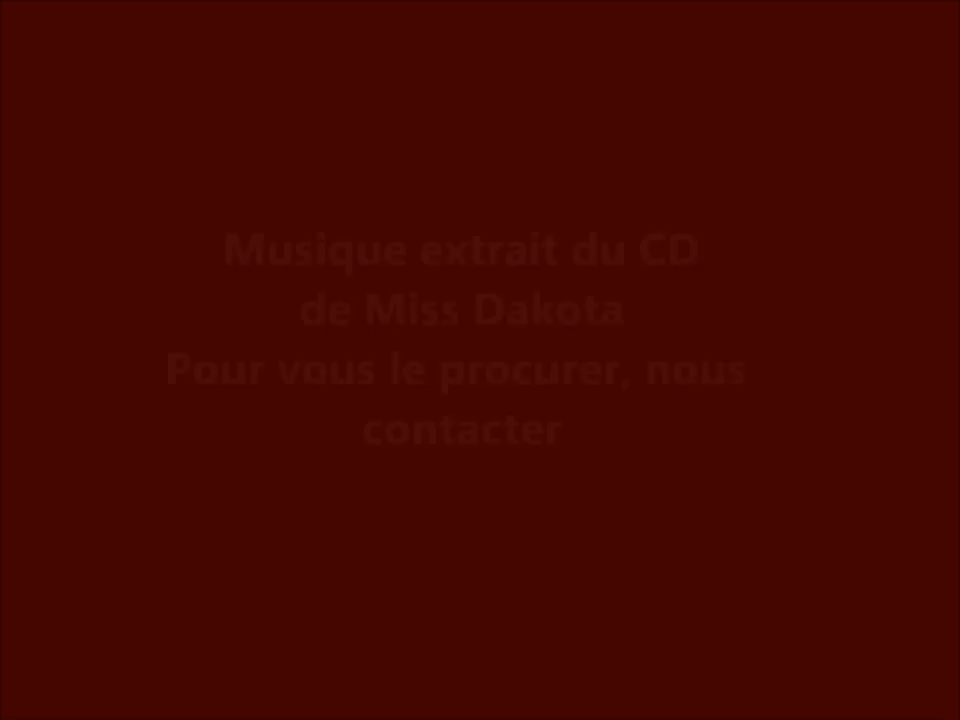 Musique extrait du CD
de Miss Dakota
Pour vous le procurer, nous
contacter